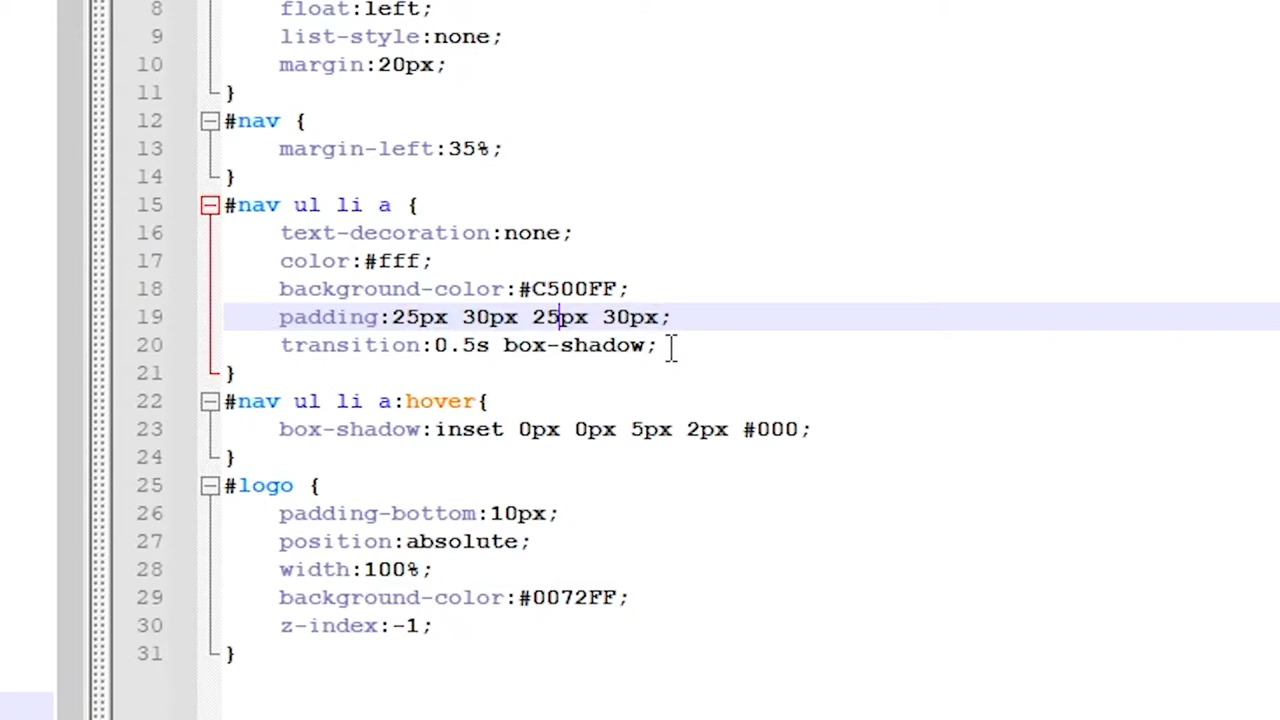 8 float:left;
9 list-style:none;
10 margin:20px;
11 }
12 #nav {
13 margin-left:35%;
14 }
15 #nav ul li a {
16 text-decoration:none;
17 color:#fff;
18 background-color:#C500FF;
19 padding:25px 30px 25px 30px;
20 transition:0.5s box-shadow;
21 }
22 #nav ul li a:hover{
23 box-shadow:inset 0px 0px 5px 2px #000;
24 }
25 #logo {
26 padding-bottom:10px;
27 position:absolute;
28 width:100%;
29 background-color:#0072FF;
30 z-index:-1;
31 }